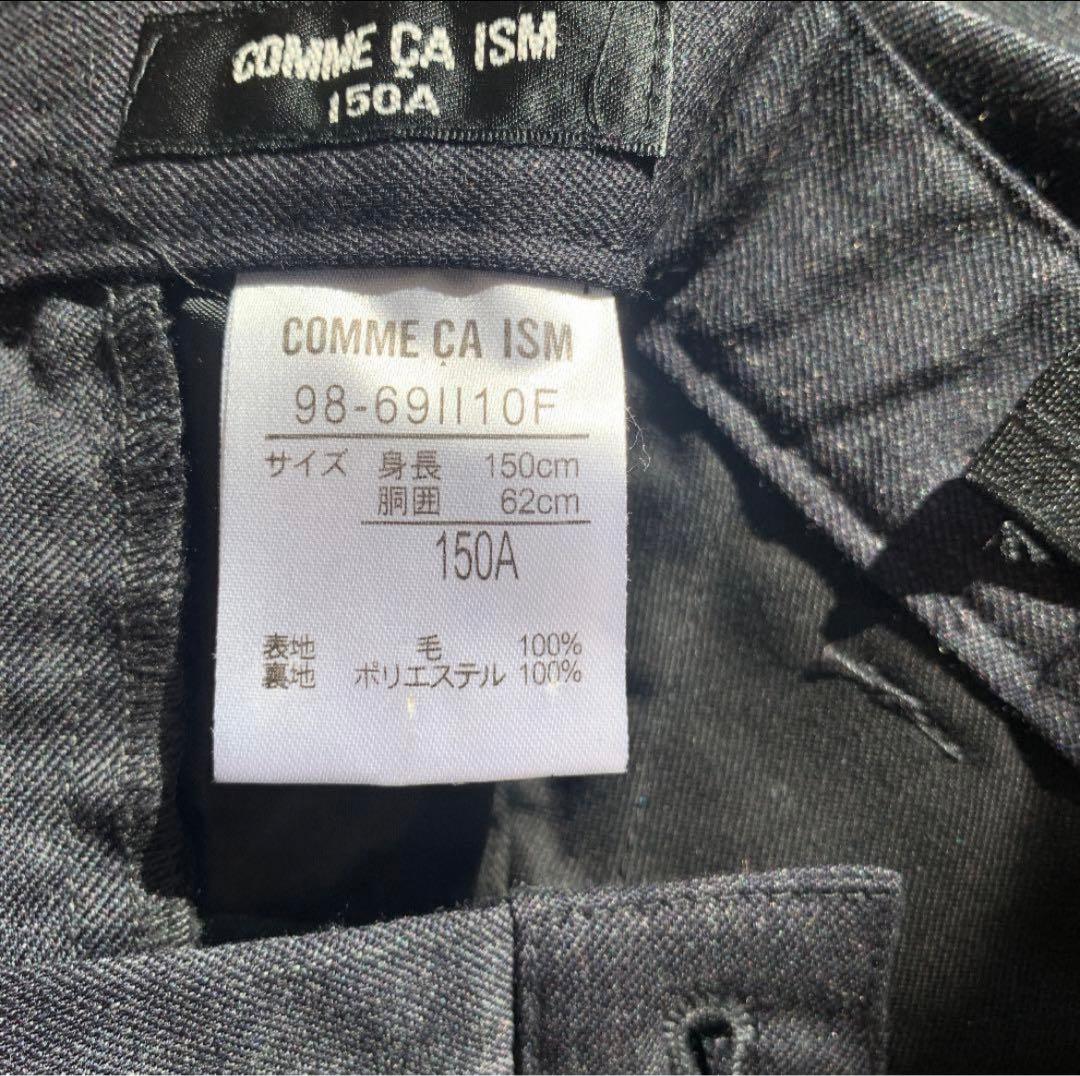 COMME ÇA ISM
150A
COMME ÇA ISM
98-69II10F
サイズ 身長 150cm
胴囲 62cm
150A
表地 毛 100%
裏地 ポリエステル 100%